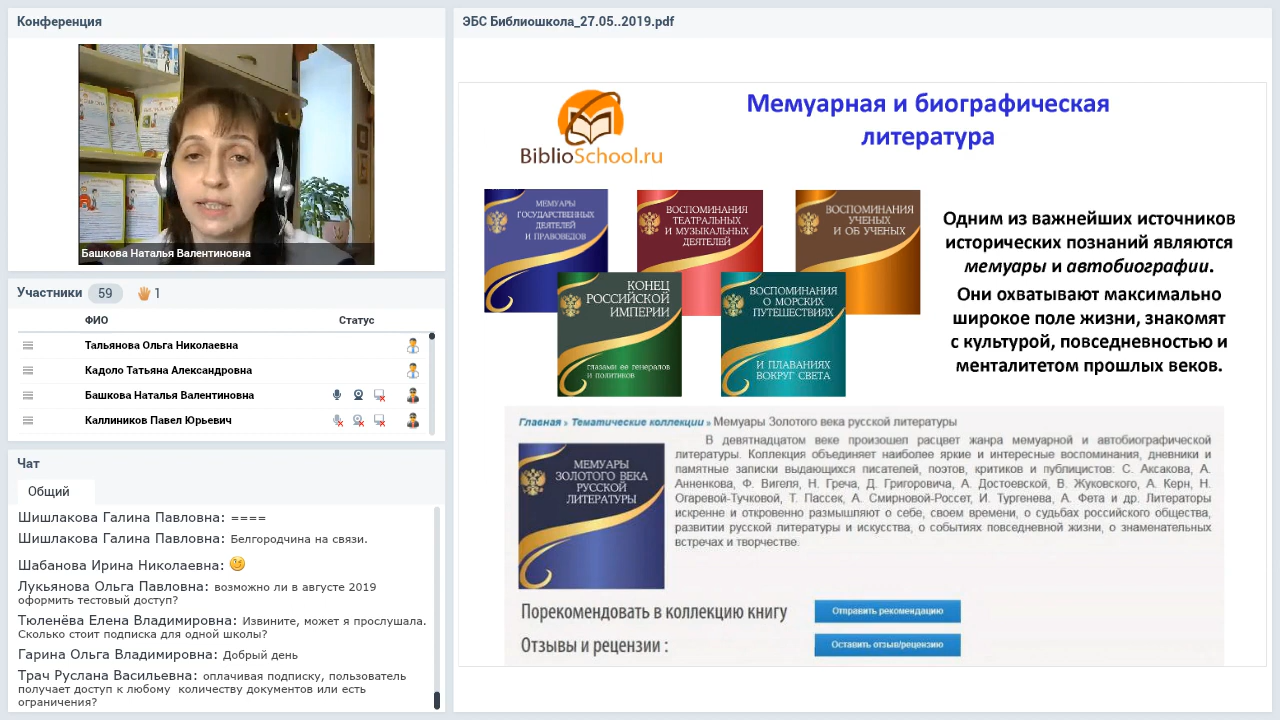 Конференция
Башкова Наталья Валентиновна
Участники 59 1
ФИО Статус
Тальянова Ольга Николаевна
Кадоло Татьяна Александровна
Башкова Наталья Валентиновна
Каллиников Павел Юрьевич
Чат
Общий
Шишлакова Галина Павловна: ====
Шишлакова Галина Павловна: Белгородчина на связи.
Шабанова Ирина Николаевна:
Лукьянова Ольга Павловна: возможно ли в августе 2019
оформить тестовый доступ?
Тюленёва Елена Владимировна: Извините, может я прослушала.
Сколько стоит подписка для одной школы?
Гарина Ольга Владимировна: Добрый день
Трач Руслана Васильевна: оплачивая подписку, пользователь
получает доступ к любому количеству документов или есть
ограничения?
ЭБС Библиошкола_27.05..2019.pdf
BiblioSchool.ru
Мемуарная и биографическая
литература
МЕМУАРЫ
ГОСУДАРСТВЕННЫХ
ДЕЯТЕЛЕЙ
И ПРАВОВЕДОВ
ВОСПОМИНАНИЯ
ТЕАТРАЛЬНЫХ
И МУЗЫКАЛЬНЫХ
ДЕЯТЕЛЕЙ
ВОСПОМИНАНИЯ
УЧЕНЫХ
И ОБ УЧЕНЫХ
КОНЕЦ
РОССИЙСКОЙ
ИМПЕРИИ
глазами ее генералов
и политиков
ВОСПОМИНАНИЯ
О МОРСКИХ
ПУТЕШЕСТВИЯХ
И ПЛАВАНИЯХ
ВОКРУГ СВЕТА
Одним из важнейших источников
исторических познаний являются
мемуары и автобиографии.
Они охватывают максимально
широкое поле жизни, знакомят
с культурой, повседневностью и
менталитетом прошлых веков.
Главная » Тематические коллекции » Мемуары Золотого века русской литературы
МЕМУАРЫ
ЗОЛОТОГО ВЕКА
РУССКОЙ
ЛИТЕРАТУРЫ
В девятнадцатом веке произошел расцвет жанра мемуарной и автобиографической
литературы. Коллекция объединяет наиболее яркие и интересные воспоминания, дневники и
памятные записки выдающихся писателей, поэтов, критиков и публицистов: С. Аксакова, А.
Анненкова, Ф. Вигеля, Н. Греча, Д. Григоровича, А. Достоевской, В. Жуковского, А. Керн, Н.
Огаревой-Тучковой, Т. Пассек, А. Смирновой-Россет, И. Тургенева, А. Фета и др. Литераторы
искренне и откровенно размышляют о себе, своем времени, о судьбах российского общества,
развитии русской литературы и искусства, о событиях повседневной жизни, о знаменательных
встречах и творчестве.
Порекомендовать в коллекцию книгу
Отправить рекомендацию
Отзывы и рецензии :
Оставить отзыв/рецензию